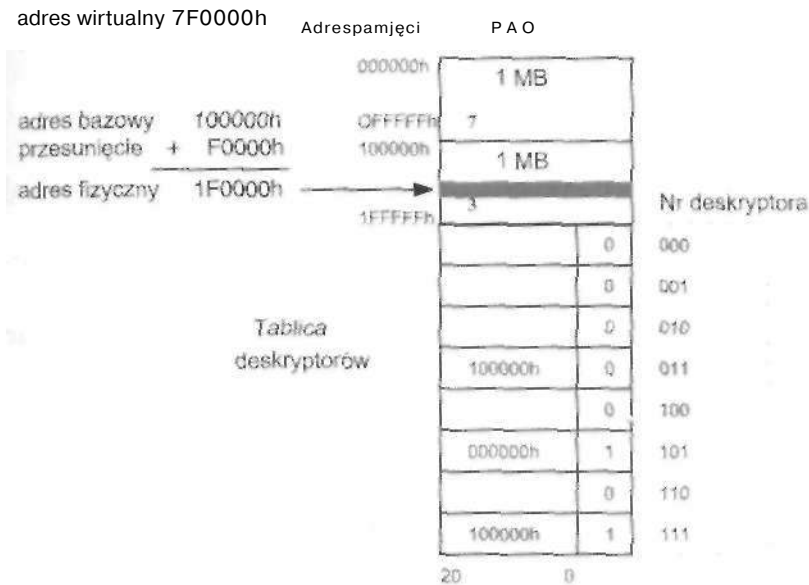 adres wirtualny 7F0000h
Adrespamjęci PAO
000000h 1 MB
adres bazowy 100000h 0FFFFFh 7
przesunięcie + F0000h 100000h 1 MB
adres fizyczny 1F0000h
3 Nr deskryptora
1FFFFFh
0 000
0 001
Tablica 0 010
deskryptorów 100000h 0 011
0 100
000000h 1 101
0 110
100000h 1 111
20 0